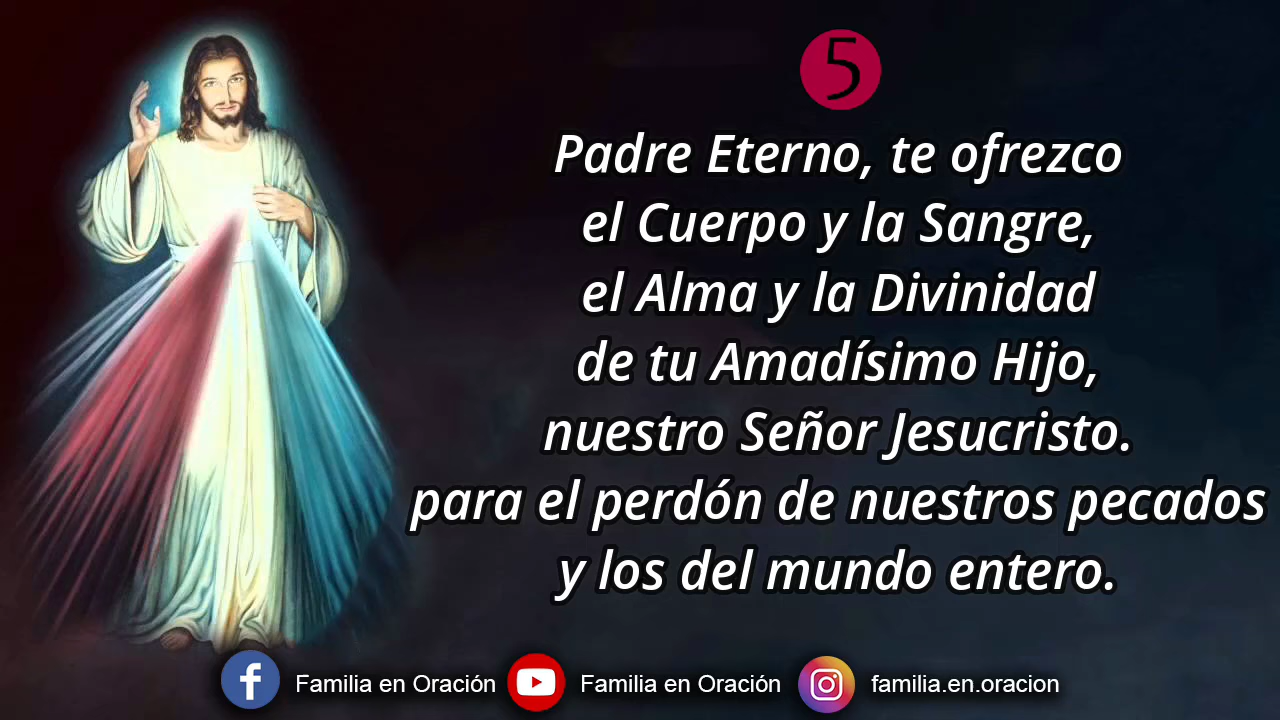 5
Padre Eterno, te ofrezco
el Cuerpo y la Sangre,
el Alma y la Divinidad
de tu Amadísimo Hijo,
nuestro Señor Jesucristo.
para el perdón de nuestros pecados
y los del mundo entero.
Familia en Oración Familia en Oración familia.en.oracion